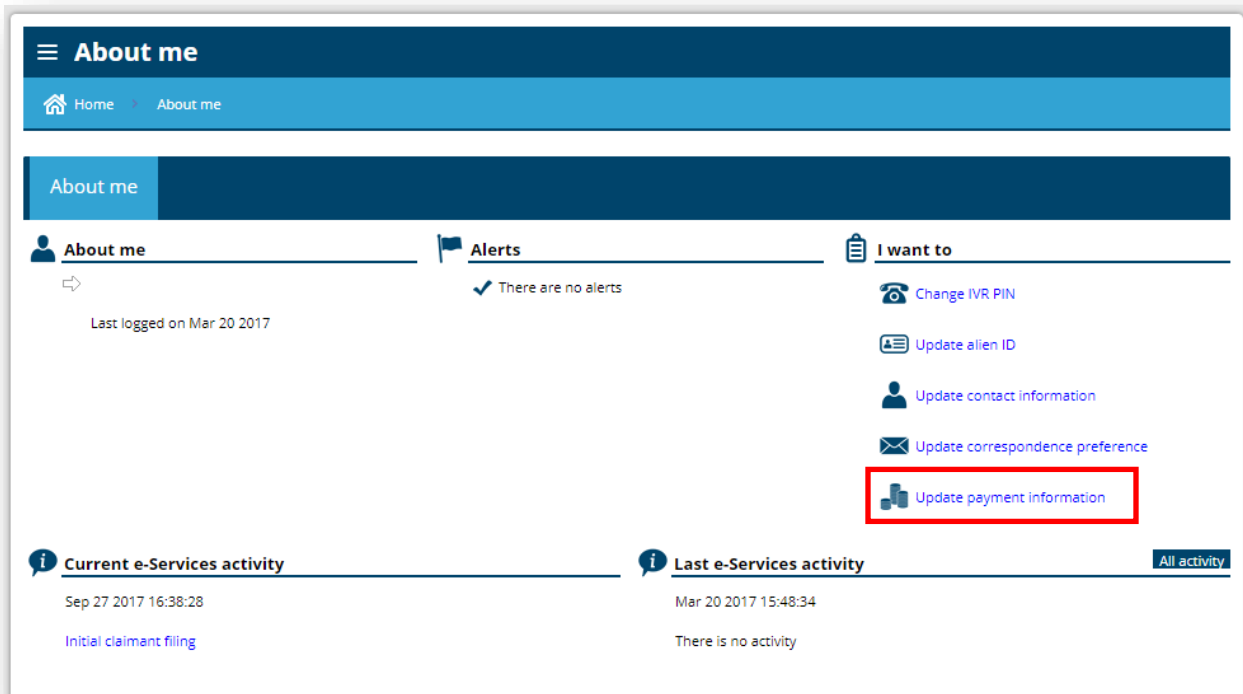 About me
Home About me
About me
About me
Last logged on Mar 20 2017
Alerts
There are no alerts
I want to
Change IVR PIN
Update alien ID
Update contact information
Update correspondence preference
Update payment information
Current e-Services activity
Sep 27 2017 16:38:28
Initial claimant filing
Last e-Services activity
All activity
Mar 20 2017 15:48:34
There is no activity